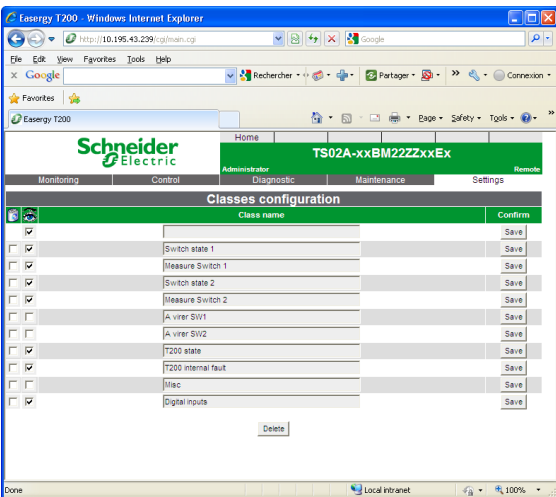 Easergy T200 - Windows Internet Explorer
http://10.195.43.239/cgi/main.cgi
Google
File Edit View Favorites Tools Help
x Google Rechercher Partager >> Connexion
Favorites
Easergy T200 Page Safety Tools >>
Schneider Electric
Home
TS02A-xxBM22ZZxxEx
Administrator Remote
Monitoring Control Diagnostic Maintenance Settings
Classes configuration
Class name Confirm
Save
Switch state 1 Save
Measure Switch 1 Save
Switch state 2 Save
Measure Switch 2 Save
A virer SW1 Save
A virer SW2 Save
T200 state Save
T200 internal fault Save
Misc Save
Digital inputs Save
Delete
Done Local intranet 100%